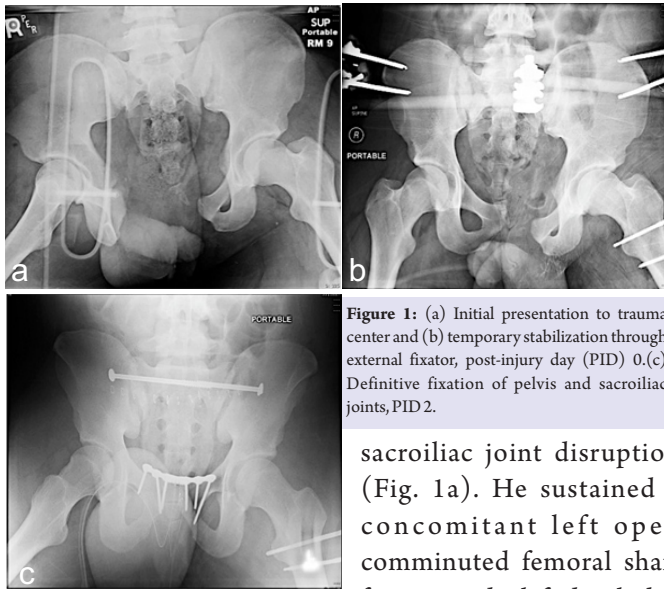 R
PER
AP
SUP
Portable
RM 9
a
AP
SUPINE
R
PORTABLE
b
PORTABLE
c
Figure 1: (a) Initial presentation to trauma
center and (b) temporary stabilization through
external fixator, post-injury day (PID) 0.(c)
Definitive fixation of pelvis and sacroiliac
joints, PID 2.
sacroiliac joint disruptio
(Fig. 1a). He sustained
concomitant left ope
comminuted femoral shaf